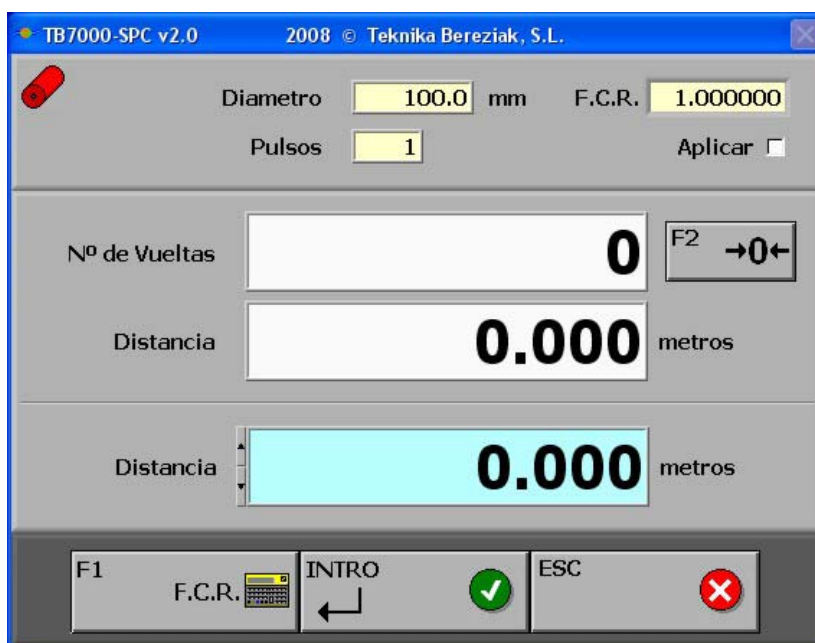 TB7000-SPC v2.0 2008 © Teknika Bereziak, S.L.
Diametro 100.0 mm F.C.R. 1.000000
Pulsos 1 Aplicar
Nº de Vueltas 0 F2 →0←
Distancia 0.000 metros
Distancia 0.000 metros
F1 F.C.R. INTRO ESC